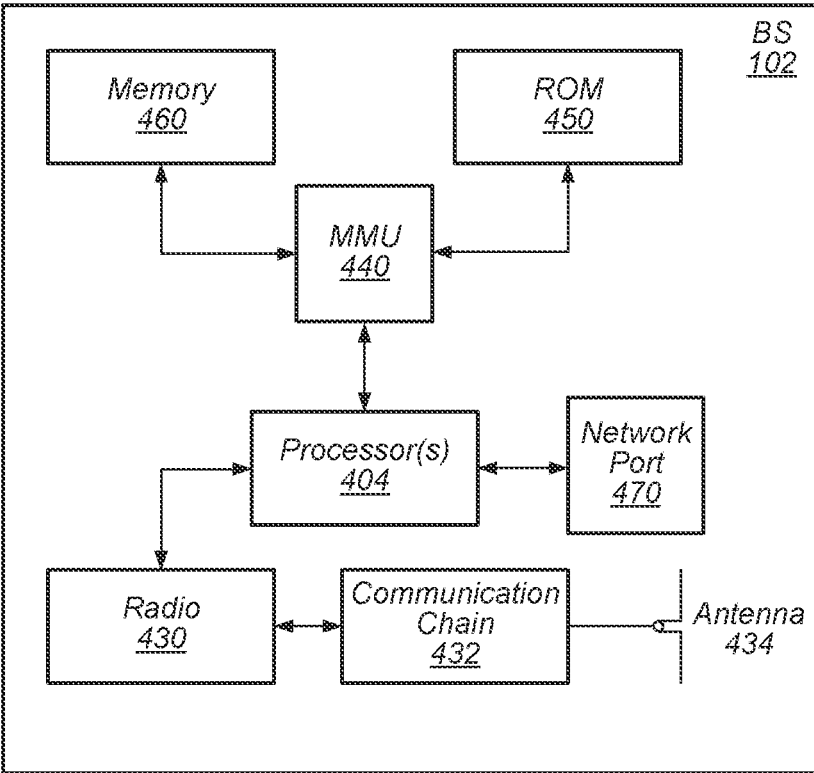 BS
102
Memory
460
ROM
450
MMU
440
Processor(s)
404
Network
Port
470
Radio
430
Communication
Chain
432
Antenna
434